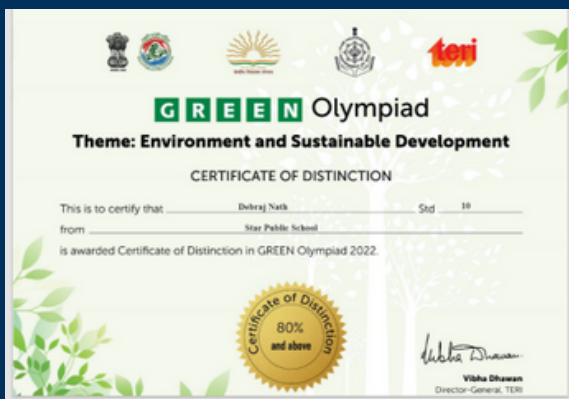 teri
GREEN Olympiad
Theme: Environment and Sustainable Development
CERTIFICATE OF DISTINCTION
This is to certify that Debraj Nath Std 10
from Star Public School
is awarded Certificate of Distinction in GREEN Olympiad 2022.
Certificate of Distinction
80%
and above
Vibha Dhawan
Vibha Dhawan
Director-General, TERI